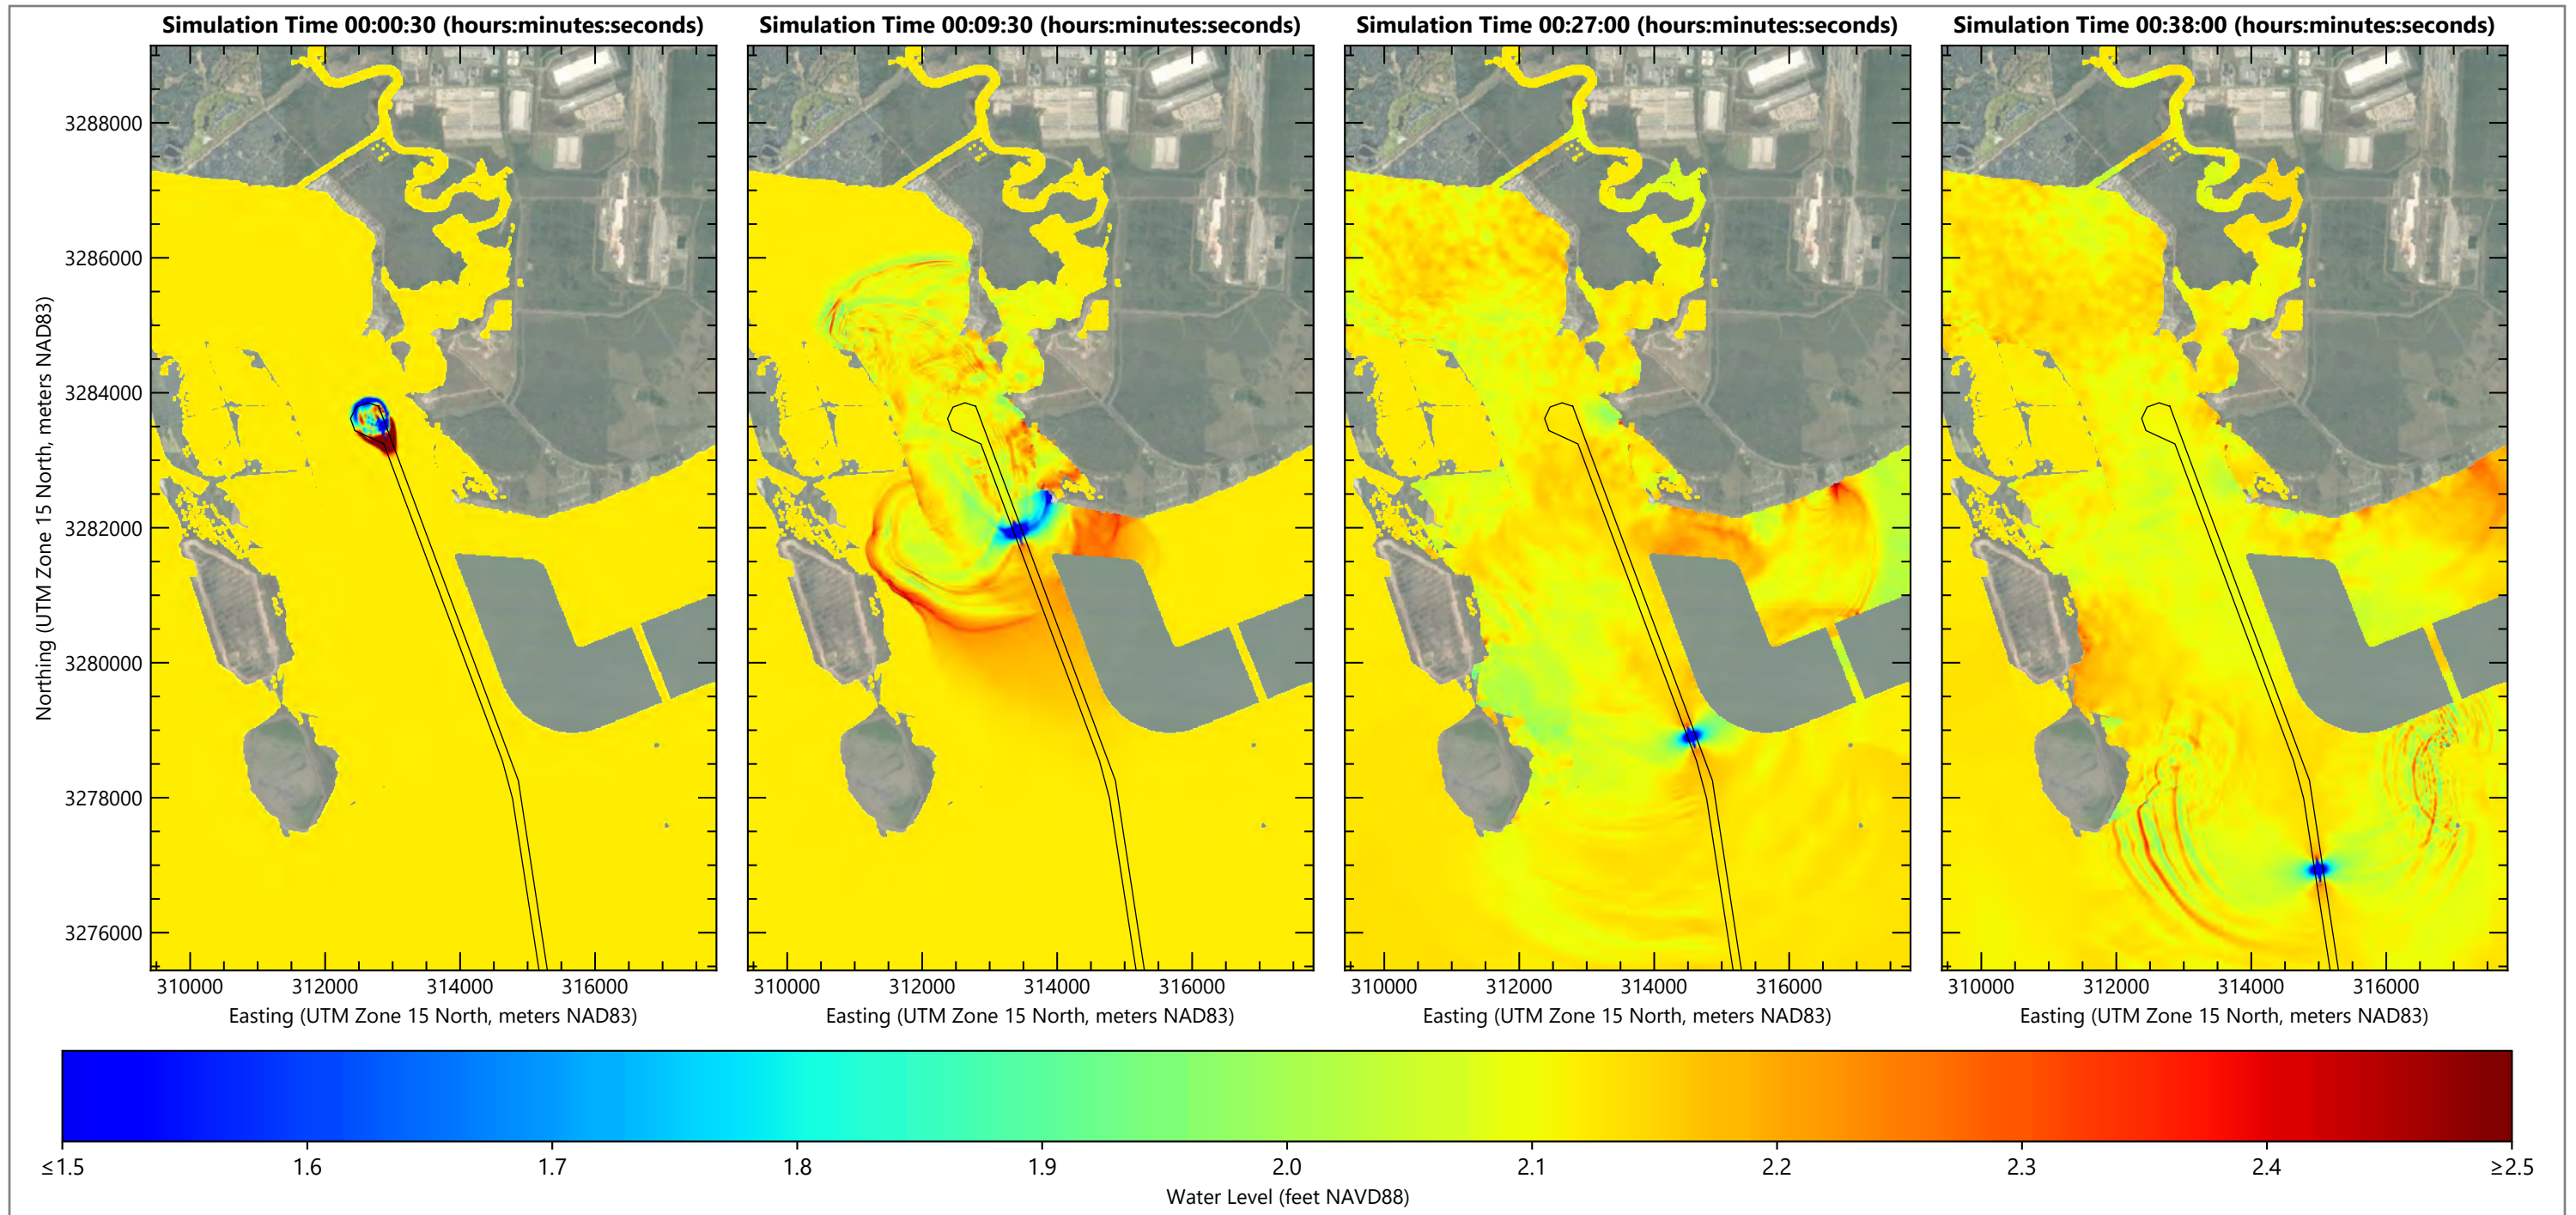 Simulation Time 00:00:30 (hours:minutes:seconds)
Simulation Time 00:09:30 (hours:minutes:seconds)
Simulation Time 00:27:00 (hours:minutes:seconds)
Simulation Time 00:38:00 (hours:minutes:seconds)
Northing (UTM Zone 15 North, meters NAD83)
3288000
3286000
3284000
3282000
3280000
3278000
3276000
310000 312000 314000 316000
310000 312000 314000 316000
310000 312000 314000 316000
310000 312000 314000 316000
Easting (UTM Zone 15 North, meters NAD83)
Easting (UTM Zone 15 North, meters NAD83)
Easting (UTM Zone 15 North, meters NAD83)
Easting (UTM Zone 15 North, meters NAD83)
≤1.5 1.6 1.7 1.8 1.9 2.0 2.1 2.2 2.3 2.4 ≥2.5
Water Level (feet NAVD88)